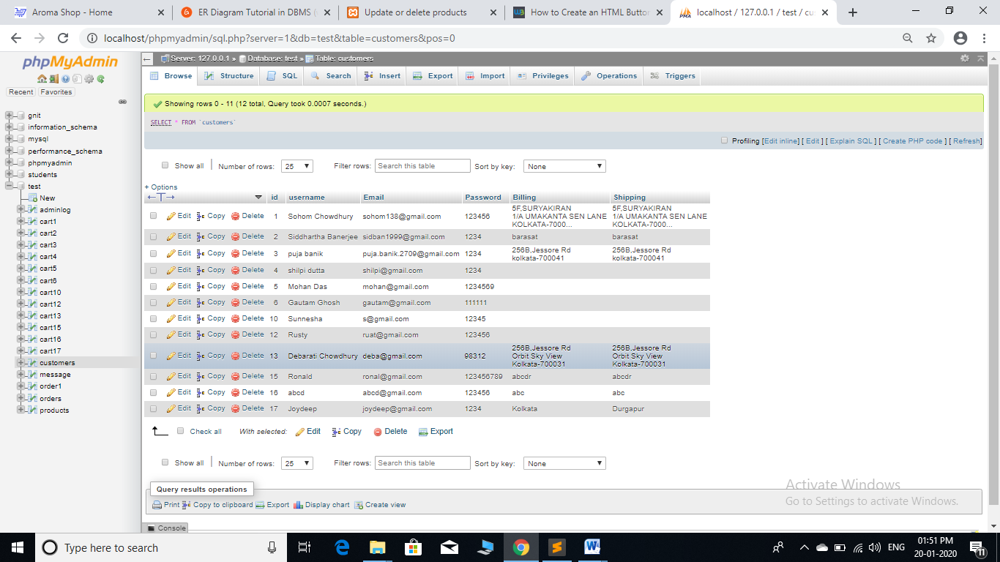 Aroma Shop - Home
ER Diagram Tutorial in DBMS (
Update or delete products
How to Create an HTML Button
localhost / 127.0.0.1 / test / cu
localhost/phpmyadmin/sql.php?server=1&db=test&table=customers&pos=0
phpMyAdmin
Recent Favorites
gnit
information_schema
mysql
performance_schema
phpmyadmin
students
test
New
adminlog
cart1
cart2
cart3
cart4
cart5
cart6
cart10
cart12
cart13
cart15
cart16
cart17
customers
message
order1
orders
products
Server: 127.0.0.1 » Database: test » Table: customers
Browse Structure SQL Search Insert Export Import Privileges Operations Triggers
Showing rows 0 - 11 (12 total, Query took 0.0007 seconds.)
SELECT * FROM `customers`
Profiling [Edit inline] [ Edit ] [ Explain SQL ] [ Create PHP code ] [ Refresh]
Show all Number of rows: 25 Filter rows: Search this table Sort by key: None
+ Options
←T→ id username Email Password Billing Shipping
Edit Copy Delete 1 Sohom Chowdhury sohom138@gmail.com 123456 5F,SURYAKIRAN 5F,SURYAKIRAN
1/A UMAKANTA SEN LANE 1/A UMAKANTA SEN LANE
KOLKATA-7000... KOLKATA-7000...
Edit Copy Delete 2 Siddhartha Banerjee sidban1999@gmail.com 1234 barasat barasat
Edit Copy Delete 3 puja banik puja.banik.2709@gmail.com 1234 256B,Jessore Rd 256B,Jessore Rd
kolkata-700041 kolkata-700041
Edit Copy Delete 4 shilpi dutta shilpi@gmail.com 1234
Edit Copy Delete 5 Mohan Das mohan@gmail.com 1234569
Edit Copy Delete 6 Gautam Ghosh gautam@gmail.com 111111
Edit Copy Delete 10 Sunnesha s@gmail.com 12345
Edit Copy Delete 12 Rusty ruat@gmail.com 123456
Edit Copy Delete 13 Debarati Chowdhury deba@gmail.com 98312 256B,Jessore Rd 256B,Jessore Rd
Orbit Sky View Orbit Sky View
Kolkata-700031 Kolkata-700031
Edit Copy Delete 15 Ronald ronal@gmail.com 123456789 abcdr abcdr
Edit Copy Delete 16 abcd abcd@gmail.com 123456 abc abc
Edit Copy Delete 17 Joydeep joydeep@gmail.com 1234 Kolkata Durgapur
Check all With selected: Edit Copy Delete Export
Show all Number of rows: 25 Filter rows: Search this table Sort by key: None
Query results operations
Print Copy to clipboard Export Display chart Create view
Activate Windows
Go to Settings to activate Windows.
Console
Type here to search
ENG
01:51 PM
20-01-2020
11